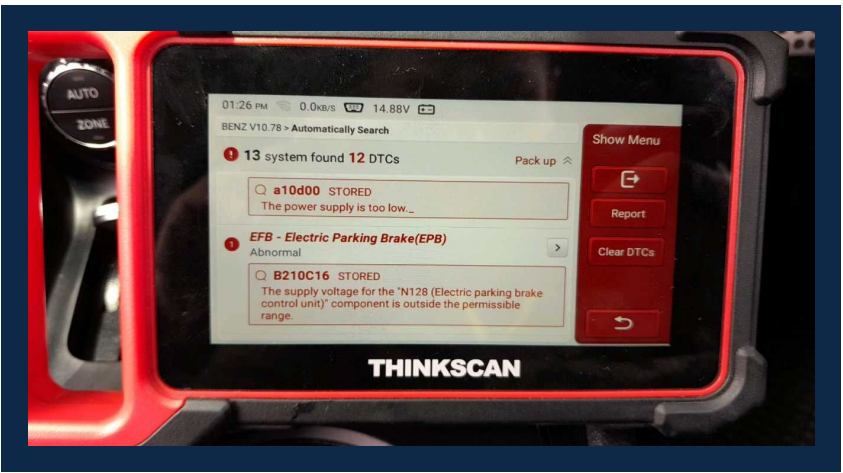 AUTO
ZONE
01:26 PM 0.0KB/S 14.88V
BENZ V10.78 > Automatically Search
Show Menu
13 system found 12 DTCs Pack up
a10d00 STORED
The power supply is too low._
Report
1 EFB - Electric Parking Brake(EPB)
Abnormal
Clear DTCs
B210C16 STORED
The supply voltage for the "N128 (Electric parking brake
control unit)" component is outside the permissible
range.
THINKSCAN